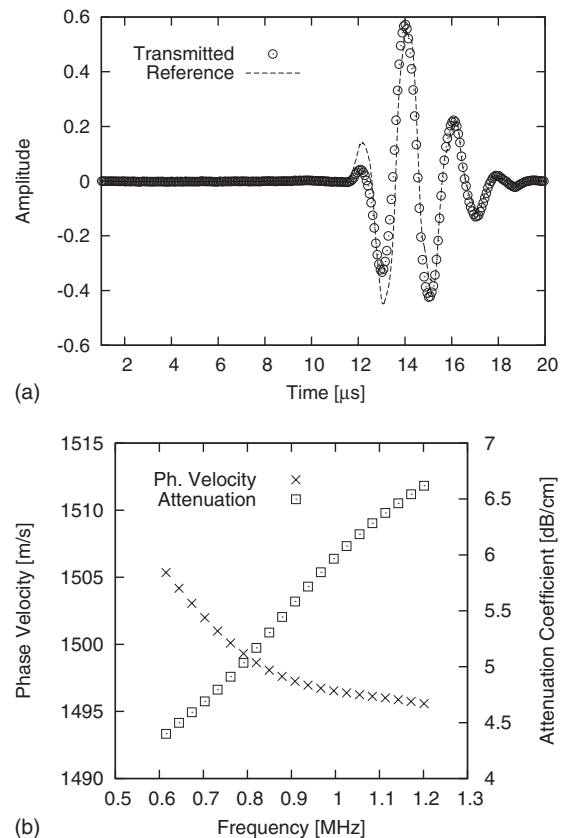 0.6
0.4
0.2
0
-0.2
-0.4
-0.6
Amplitude
Transmitted
Reference
2 4 6 8 10 12 14 16 18 20
(a)
Time [μs]
1515
1510
1505
1500
1495
1490
Phase Velocity [m/s]
Ph. Velocity
Attenuation
7
6.5
6
5.5
5
4.5
4
Attenuation Coefficient [dB/cm]
0.5 0.6 0.7 0.8 0.9 1 1.1 1.2 1.3
(b)
Frequency [MHz]